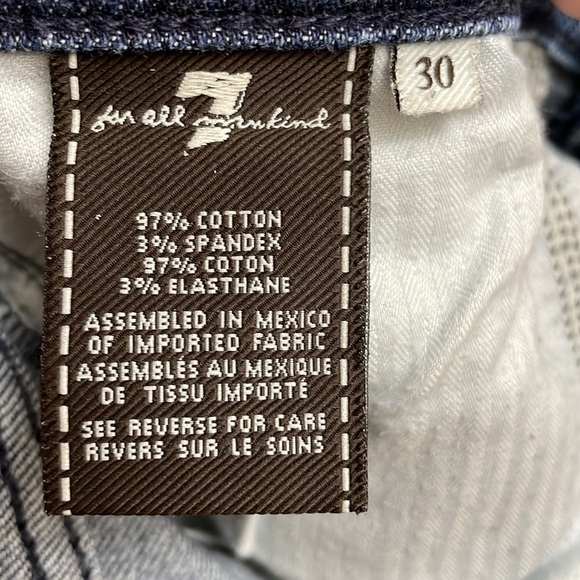 30
7
for all mankind
97% COTTON
3% SPANDEX
97% COTON
3% ELASTHANE
ASSEMBLED IN MEXICO
OF IMPORTED FABRIC
ASSEMBLÉS AU MEXIQUE
DE TISSU IMPORTÉ
SEE REVERSE FOR CARE
REVERS SUR LE SOINS